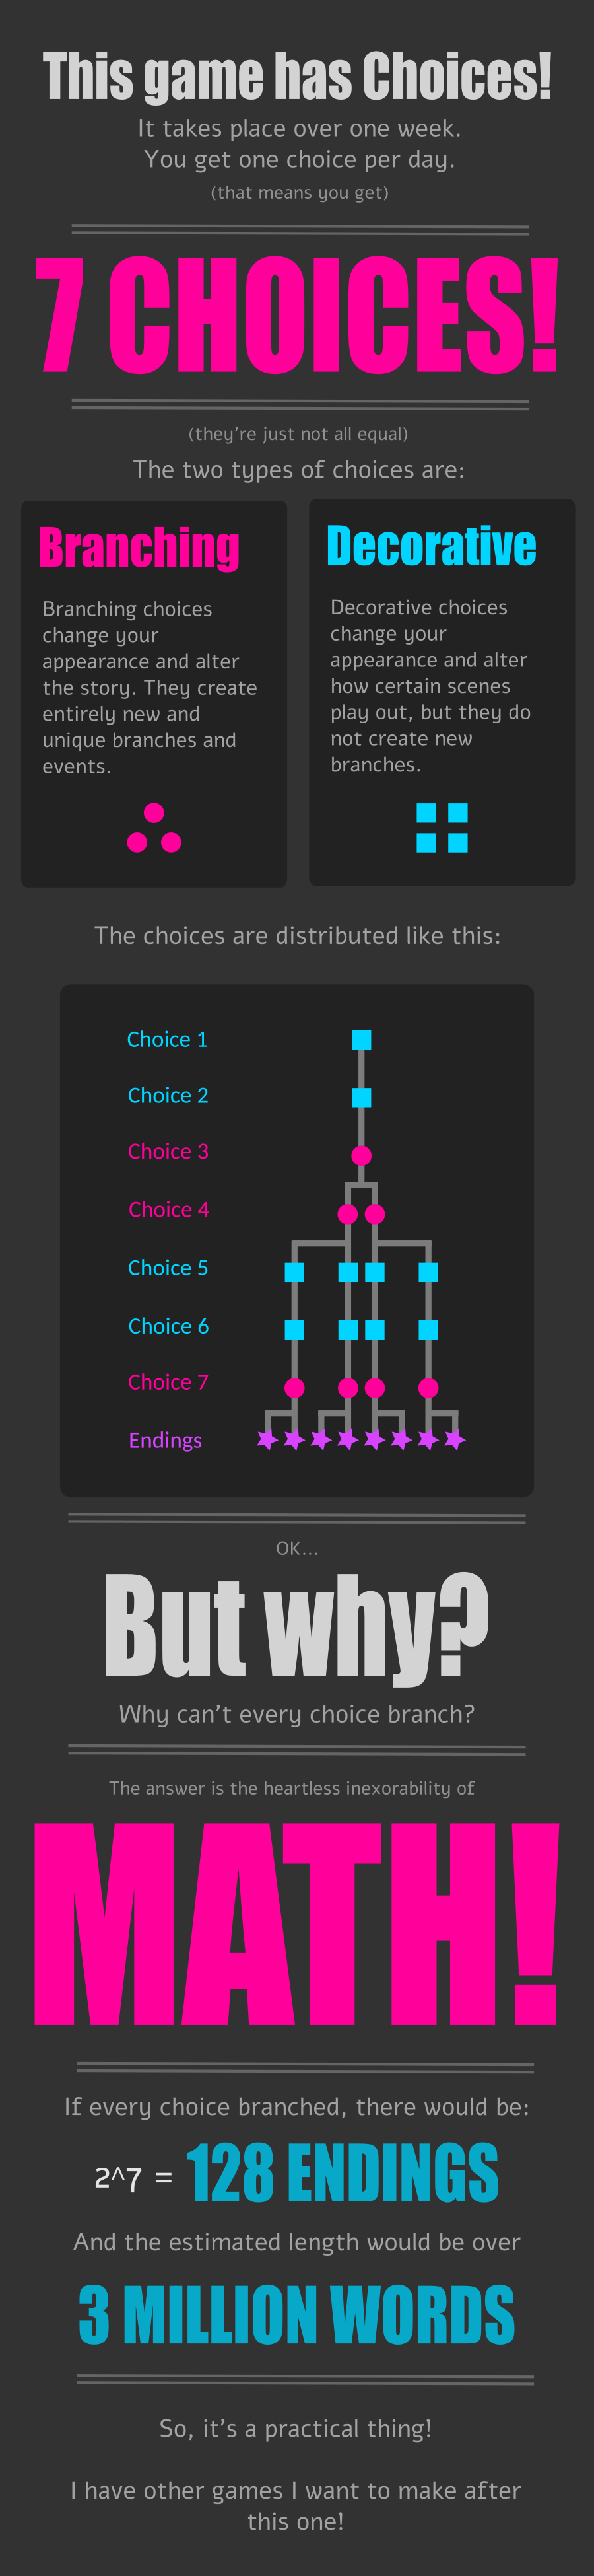 This game has Choices!
It takes place over one week.
You get one choice per day.
(that means you get)
7 CHOICES!
(they're just not all equal)
The two types of choices are:
Branching
Branching choices
change your
appearance and alter
the story. They create
entirely new and
unique branches and
events.
Decorative
Decorative choices
change your
appearance and alter
how certain scenes
play out, but they do
not create new
branches.
The choices are distributed like this:
Choice 1
Choice 2
Choice 3
Choice 4
Choice 5
Choice 6
Choice 7
Endings
OK...
But why?
Why can't every choice branch?
The answer is the heartless inexorability of
MATH!
If every choice branched, there would be:
2^7 = 128 ENDINGS
And the estimated length would be over
3 MILLION WORDS
So, it's a practical thing!
I have other games I want to make after
this one!